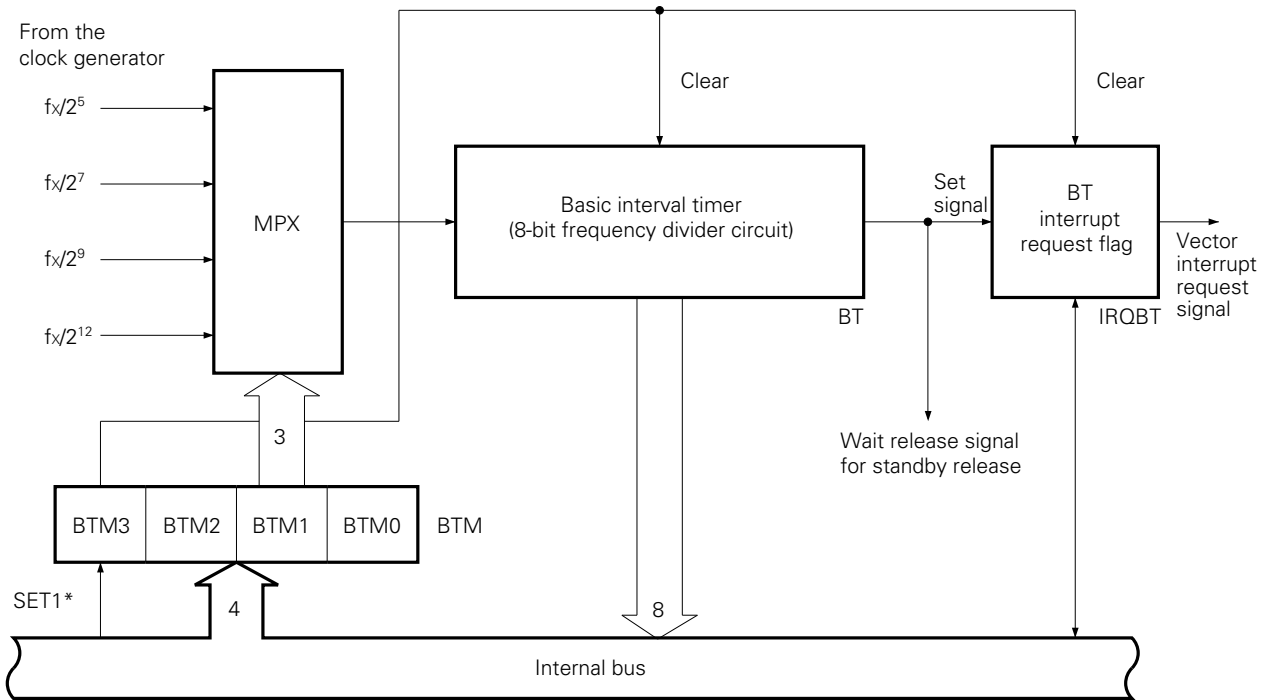 From the
clock generator
fX/2⁵
fX/2⁷
fX/2⁹
fX/2¹²
MPX
Clear
Clear
Basic interval timer
(8-bit frequency divider circuit)
BT
Set
signal
BT
interrupt
request flag
IRQBT
Vector
interrupt
request
signal
Wait release signal
for standby release
3
BTM3 BTM2 BTM1 BTM0 BTM
SET1*
4
8
Internal bus